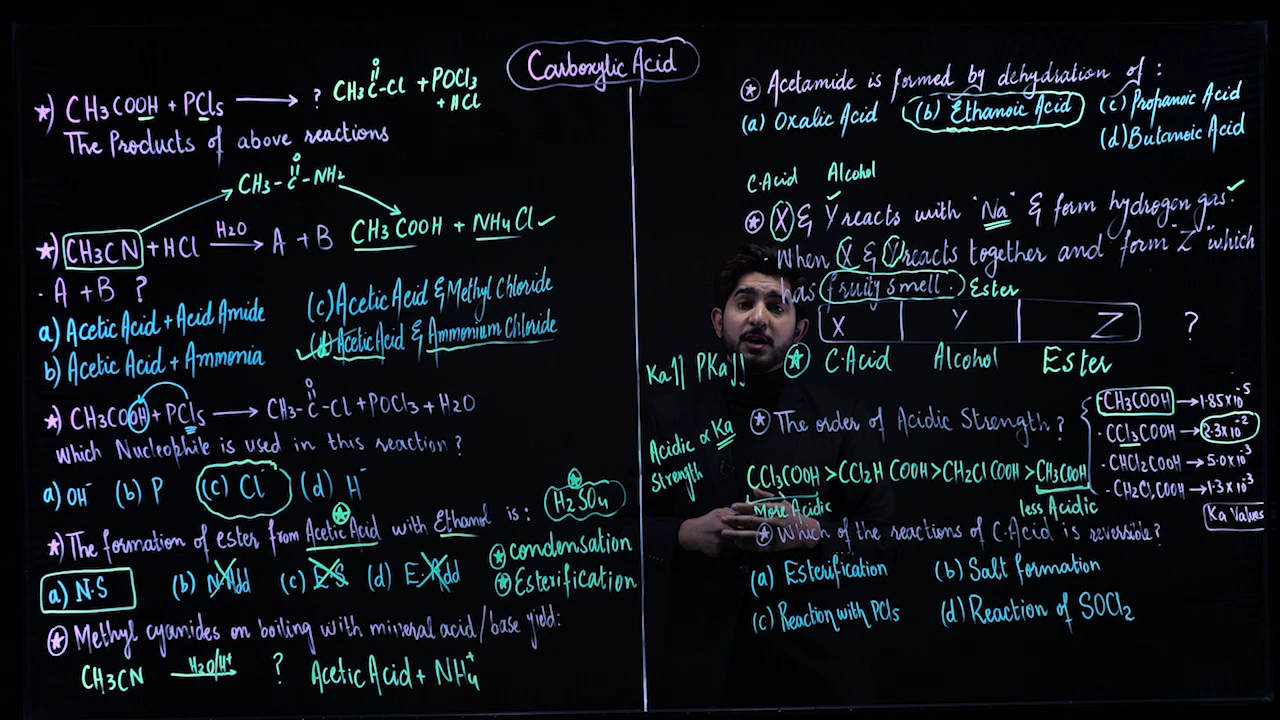 Carboxylic Acid
*) CH3COOH + PCl5 → ? CH3-C-Cl + POCl3
O
+ HCl
The Products of above reactions
O
CH3-C-NH2
*) CH3CN + HCl H2O → A + B CH3COOH + NH4Cl ✓
· A + B ?
a) Acetic Acid + Acid Amide
(c) Acetic Acid & Methyl Chloride
b) Acetic Acid + Ammonia
(d) Acetic Acid & Ammonium Chloride
O
*) CH3COOH + PCl5 → CH3-C-Cl + POCl3 + H2O
Which Nucleophile is used in this reaction?
a) OH⁻ (b) P (c) Cl⁻ (d) H⁻
H2SO4
*) The formation of ester from Acetic Acid with Ethanol is:
a) N.S (b) N.Add (c) E.S (d) E.Add
condensation
Esterification
Methyl cyanides on boiling with mineral acid/base yield:
CH3CN H2O/H⁺ → ? Acetic Acid + NH4⁺
Acetamide is formed by dehydration of:
(a) Oxalic Acid (b) Ethanoic Acid (c) Propanoic Acid
(d) Butanoic Acid
C.Acid Alcohol
X & Y reacts with "Na" & form hydrogen gas. ✓
· When X & Y reacts together and form "Z" which
has fruity smell. Ester
X Y Z ?
C.Acid Alcohol Ester
Ka↑↑ PKa↓↓
The order of Acidic Strength?
Acidic ∝ Ka
strength
CCl3COOH > CCl2H COOH > CH2Cl COOH > CH3COOH
More Acidic
less Acidic
· CH3COOH → 1.85×10⁻⁵
· CCl3COOH → 2.3×10⁻²
· CHCl2COOH → 5.0×10⁻³
· CH2Cl,COOH → 1.3×10⁻³
Ka Values
Which of the reactions of C.Acid is reversible?
(a) Esterification (b) Salt formation
(c) Reaction with PCl5 (d) Reaction of SOCl2